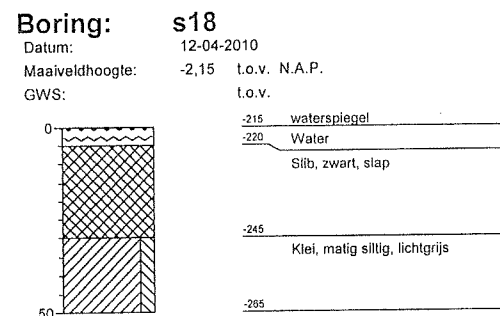 Boring: s18
Datum: 12-04-2010
Maaiveldhoogte: -2,15 t.o.v. N.A.P.
GWS: t.o.v.
0
-215 waterspiegel
-220 Water
Slib, zwart, slap
-245
Klei, matig siltig, lichtgrijs
50
-265